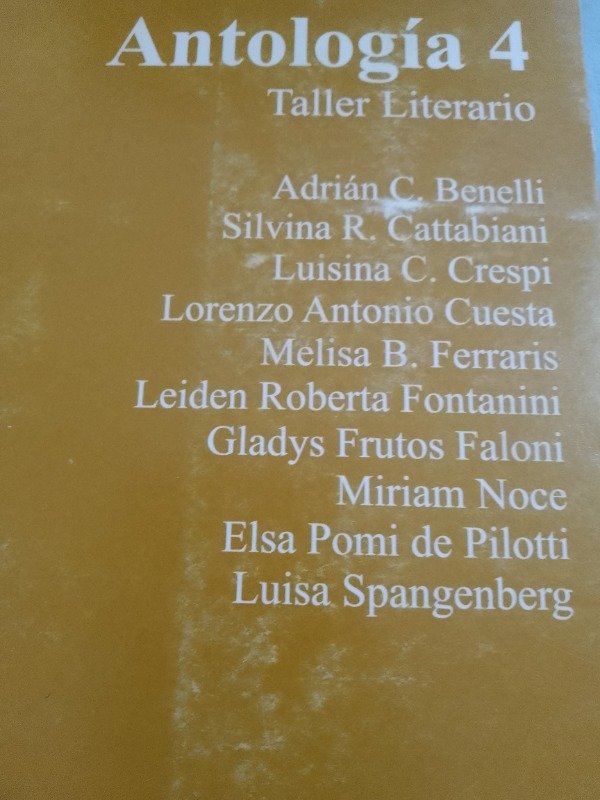 Antología 4
Taller Literario
Adrián C. Benelli
Silvina R. Cattabiani
Luisina C. Crespi
Lorenzo Antonio Cuesta
Melisa B. Ferraris
Leiden Roberta Fontanini
Gladys Frutos Faloni
Miriam Noce
Elsa Pomi de Pilotti
Luisa Spangenberg